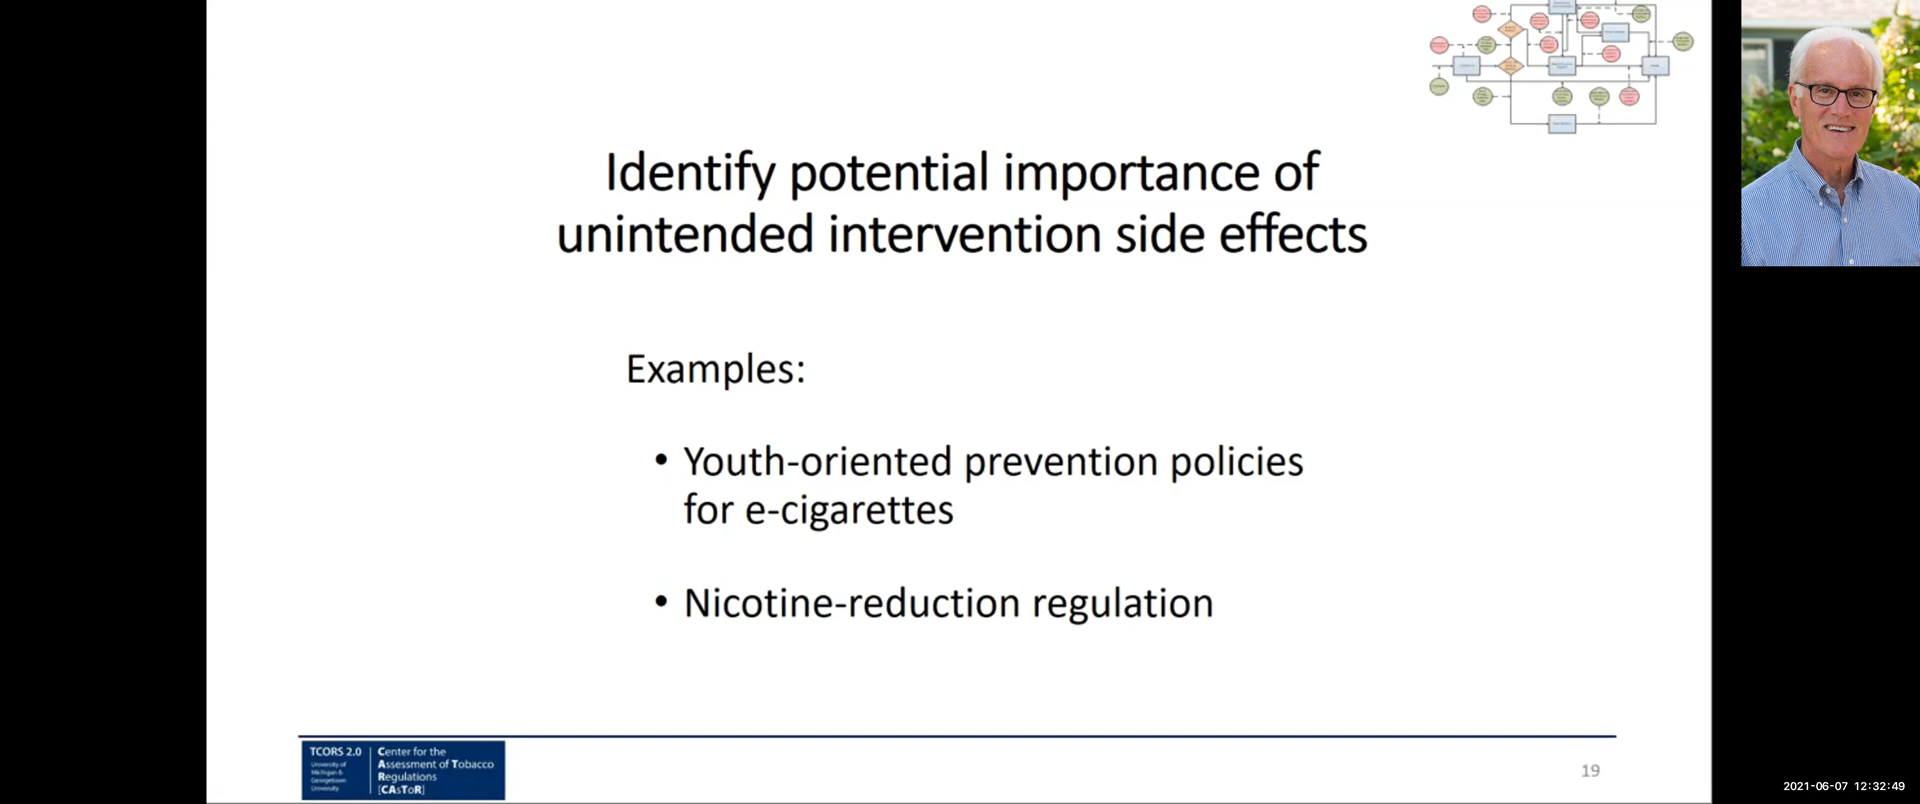 Identify potential importance of
unintended intervention side effects
Examples:
• Youth-oriented prevention policies
for e-cigarettes
• Nicotine-reduction regulation
TCORS 2.0
University of
Michigan &
Georgetown
University
Center for the
Assessment of Tobacco
Regulations
[CAsToR]
19
2021-06-07 12:32:49